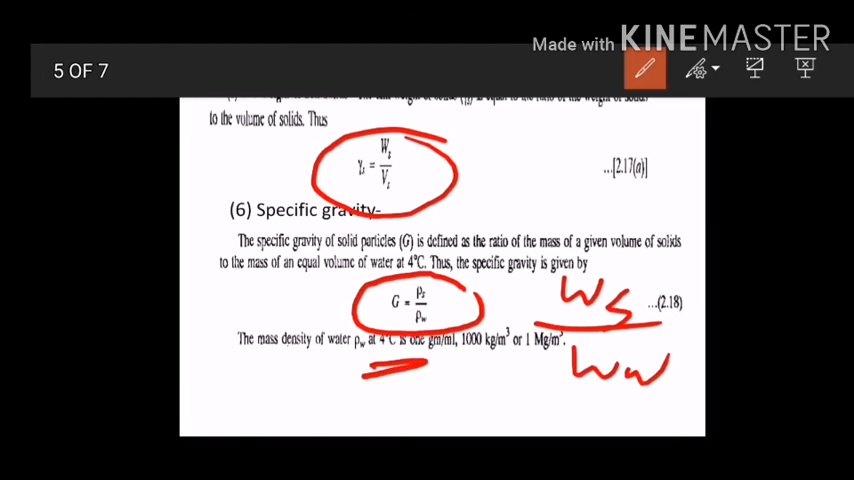 Made with KINEMASTER
5 OF 7
to the volume of solids. Thus
γs = Ws / Vs ...[2.17(a)]
(6) Specific gravity-
The specific gravity of solid particles (G) is defined as the ratio of the mass of a given volume of solids
to the mass of an equal volume of water at 4°C. Thus, the specific gravity is given by
G = ρs / ρw ...(2.18)
Ws / Ww
The mass density of water ρw at 4°C is one gm/ml, 1000 kg/m³ or 1 Mg/m³.